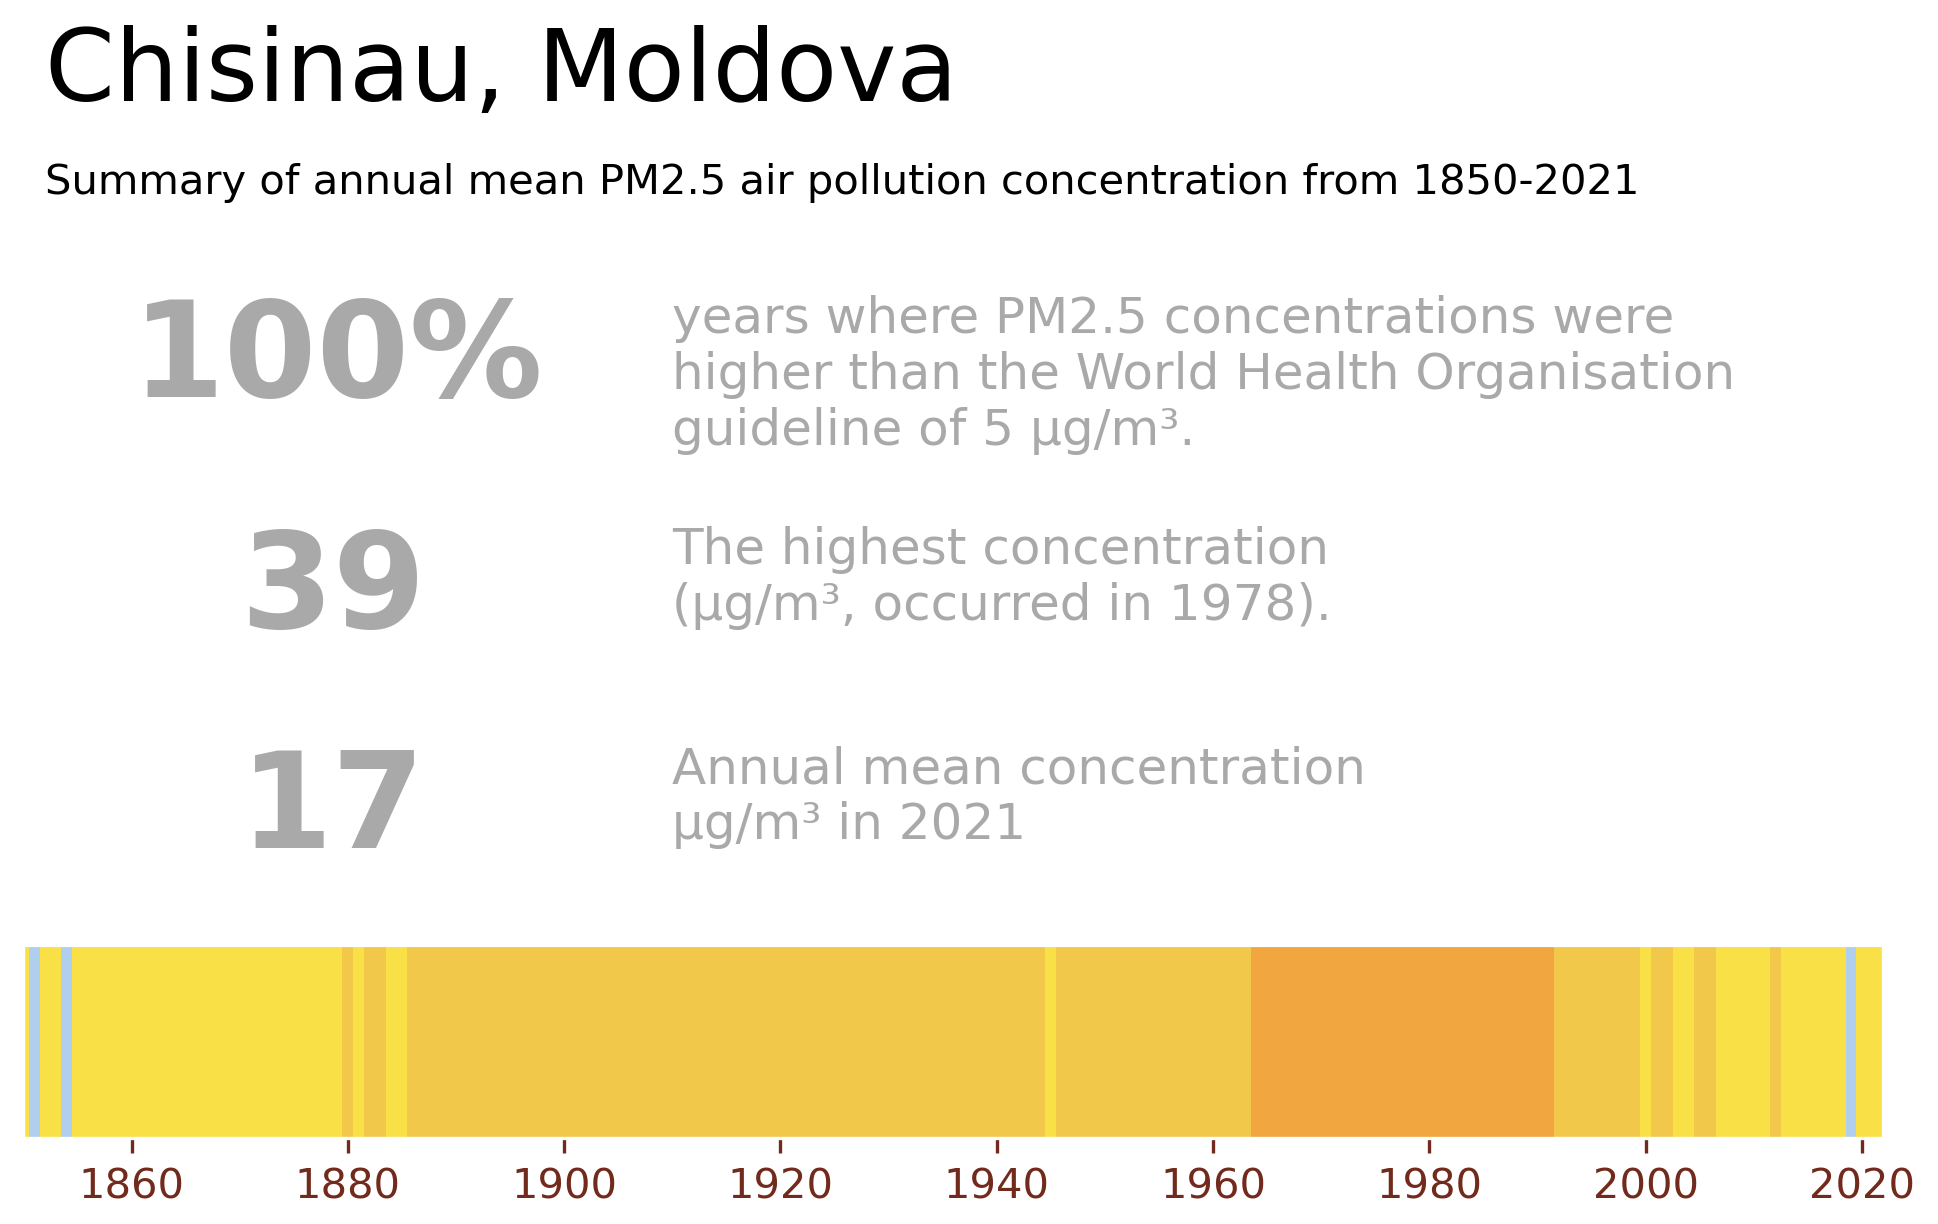 Chisinau, Moldova
Summary of annual mean PM2.5 air pollution concentration from 1850-2021
100%
years where PM2.5 concentrations were
higher than the World Health Organisation
guideline of 5 µg/m³.
39
The highest concentration
(µg/m³, occurred in 1978).
17
Annual mean concentration
µg/m³ in 2021
1860 1880 1900 1920 1940 1960 1980 2000 2020